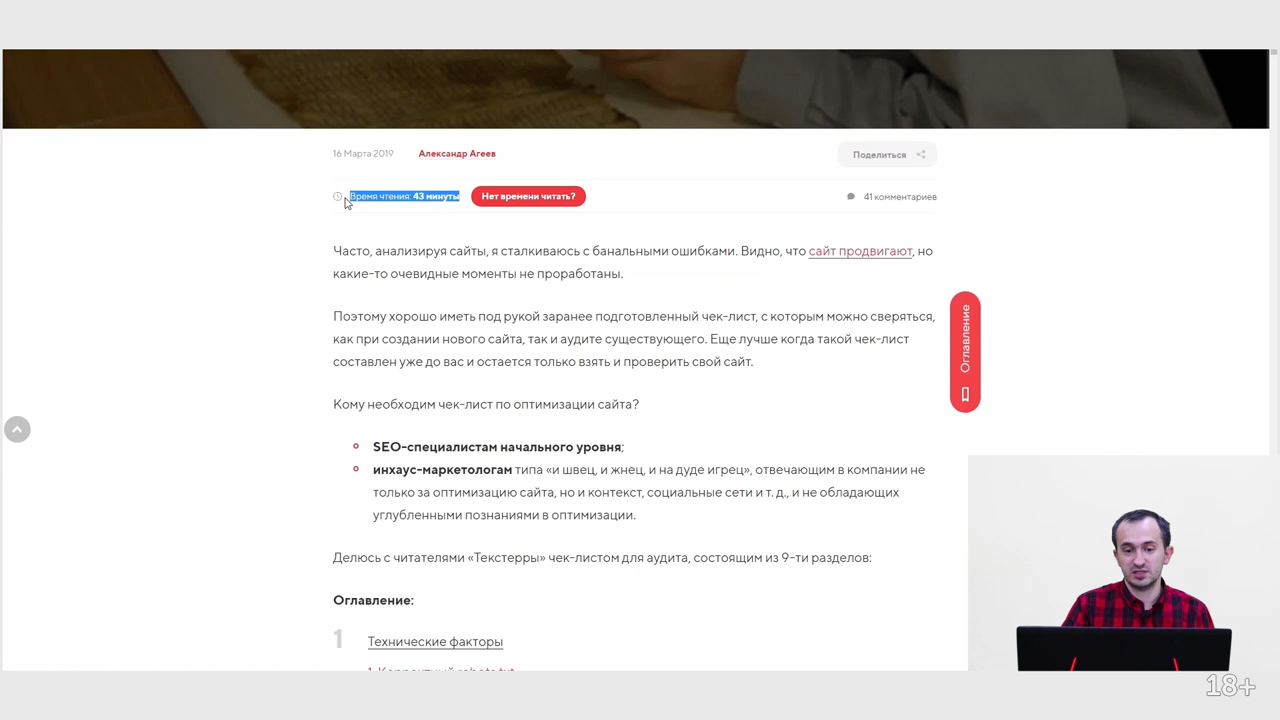 16 Марта 2019
Александр Агеев
Поделиться
Время чтения: 43 минуты
Нет времени читать?
41 комментариев
Часто, анализируя сайты, я сталкиваюсь с банальными ошибками. Видно, что сайт продвигают, но
какие-то очевидные моменты не проработаны.
Поэтому хорошо иметь под рукой заранее подготовленный чек-лист, с которым можно сверяться,
как при создании нового сайта, так и аудите существующего. Еще лучше когда такой чек-лист
составлен уже до вас и остается только взять и проверить свой сайт.
Оглавление
Кому необходим чек-лист по оптимизации сайта?
SEO-специалистам начального уровня;
инхаус-маркетологам типа «и швец, и жнец, и на дуде игрец», отвечающим в компании не
только за оптимизацию сайта, но и контекст, социальные сети и т. д., и не обладающих
углубленными познаниями в оптимизации.
Делюсь с читателями «Текстерры» чек-листом для аудита, состоящим из 9-ти разделов:
Оглавление:
1 Технические факторы
1. Корректный robots.txt
18+